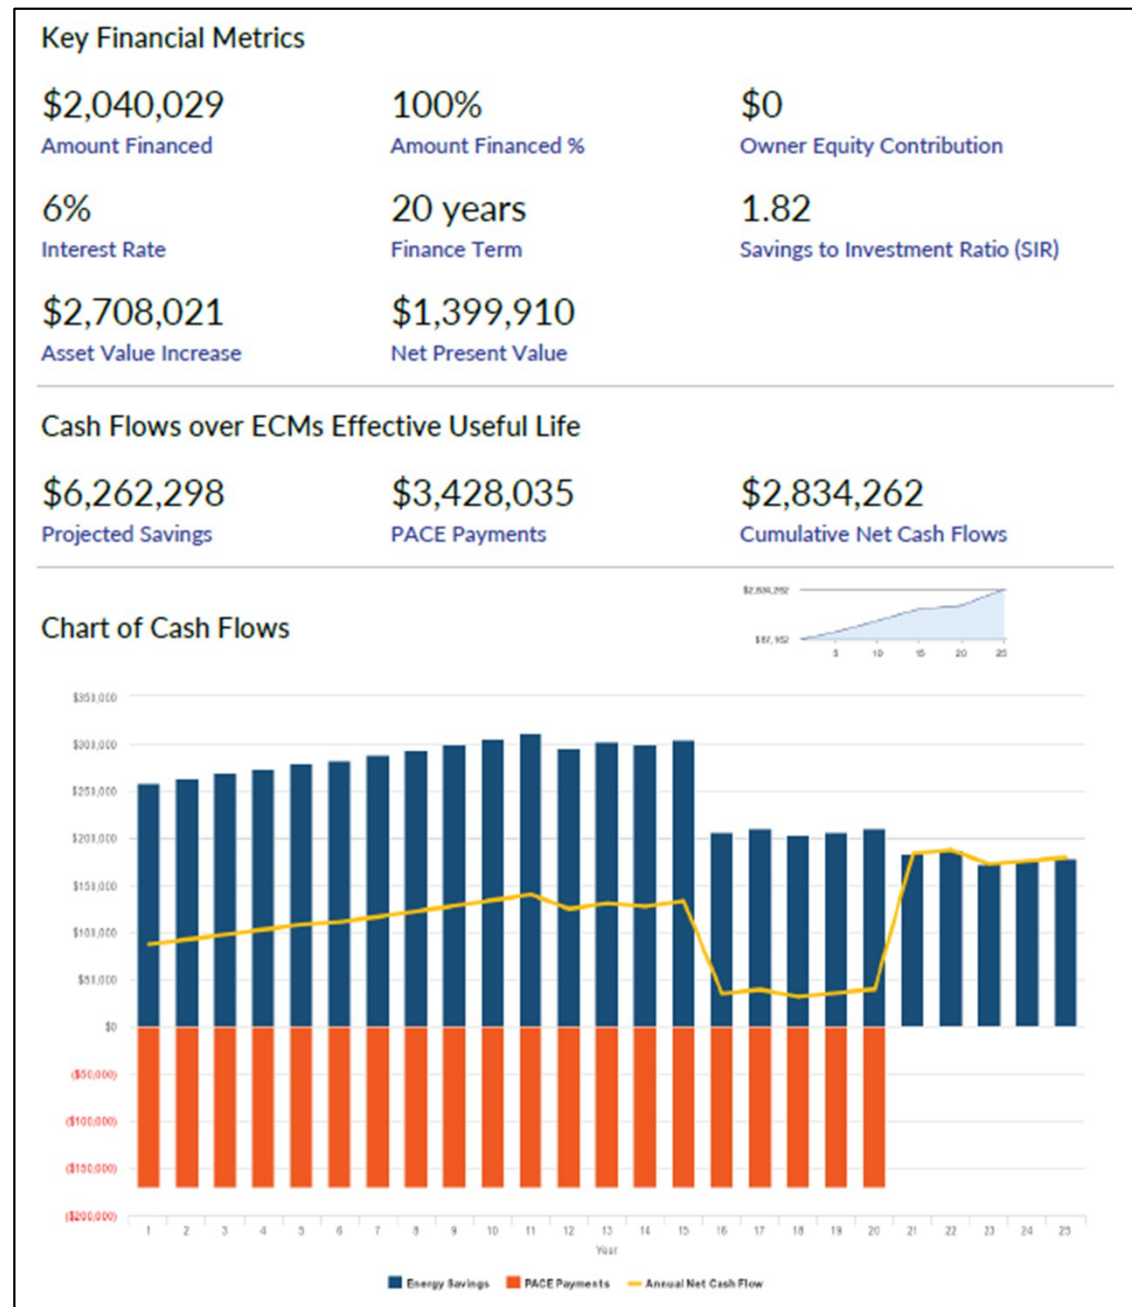 Key Financial Metrics
$2,040,029 100% $0
Amount Financed Amount Financed % Owner Equity Contribution
6% 20 years 1.82
Interest Rate Finance Term Savings to Investment Ratio (SIR)
$2,708,021 $1,399,910
Asset Value Increase Net Present Value
Cash Flows over ECMs Effective Useful Life
$6,262,298 $3,428,035 $2,834,262
Projected Savings PACE Payments Cumulative Net Cash Flows
Chart of Cash Flows
$2,834,262
$87,162
5 10 15 20 25
$350,000
$300,000
$250,000
$200,000
$150,000
$100,000
$50,000
$0
($50,000)
($100,000)
($150,000)
($200,000)
1 2 3 4 5 6 7 8 9 10 11 12 13 14 15 16 17 18 19 20 21 22 23 24 25
Year
Energy Savings PACE Payments Annual Net Cash Flow